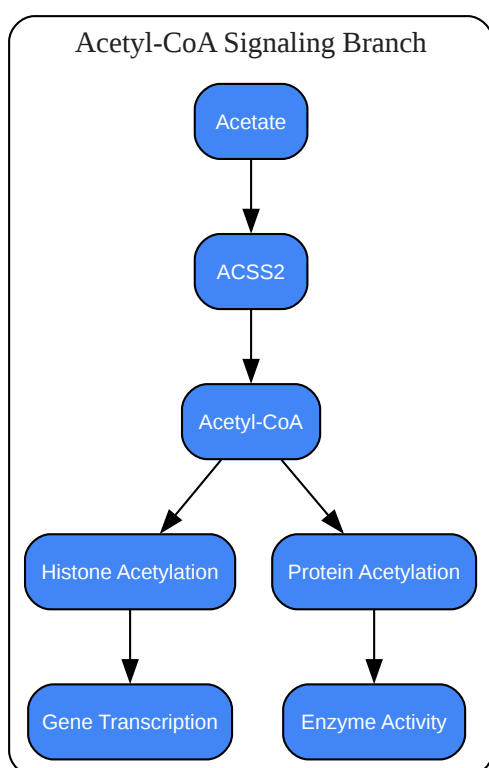 Acetyl-CoA Signaling Branch
Acetate
ACSS2
Acetyl-CoA
Histone Acetylation
Protein Acetylation
Gene Transcription
Enzyme Activity